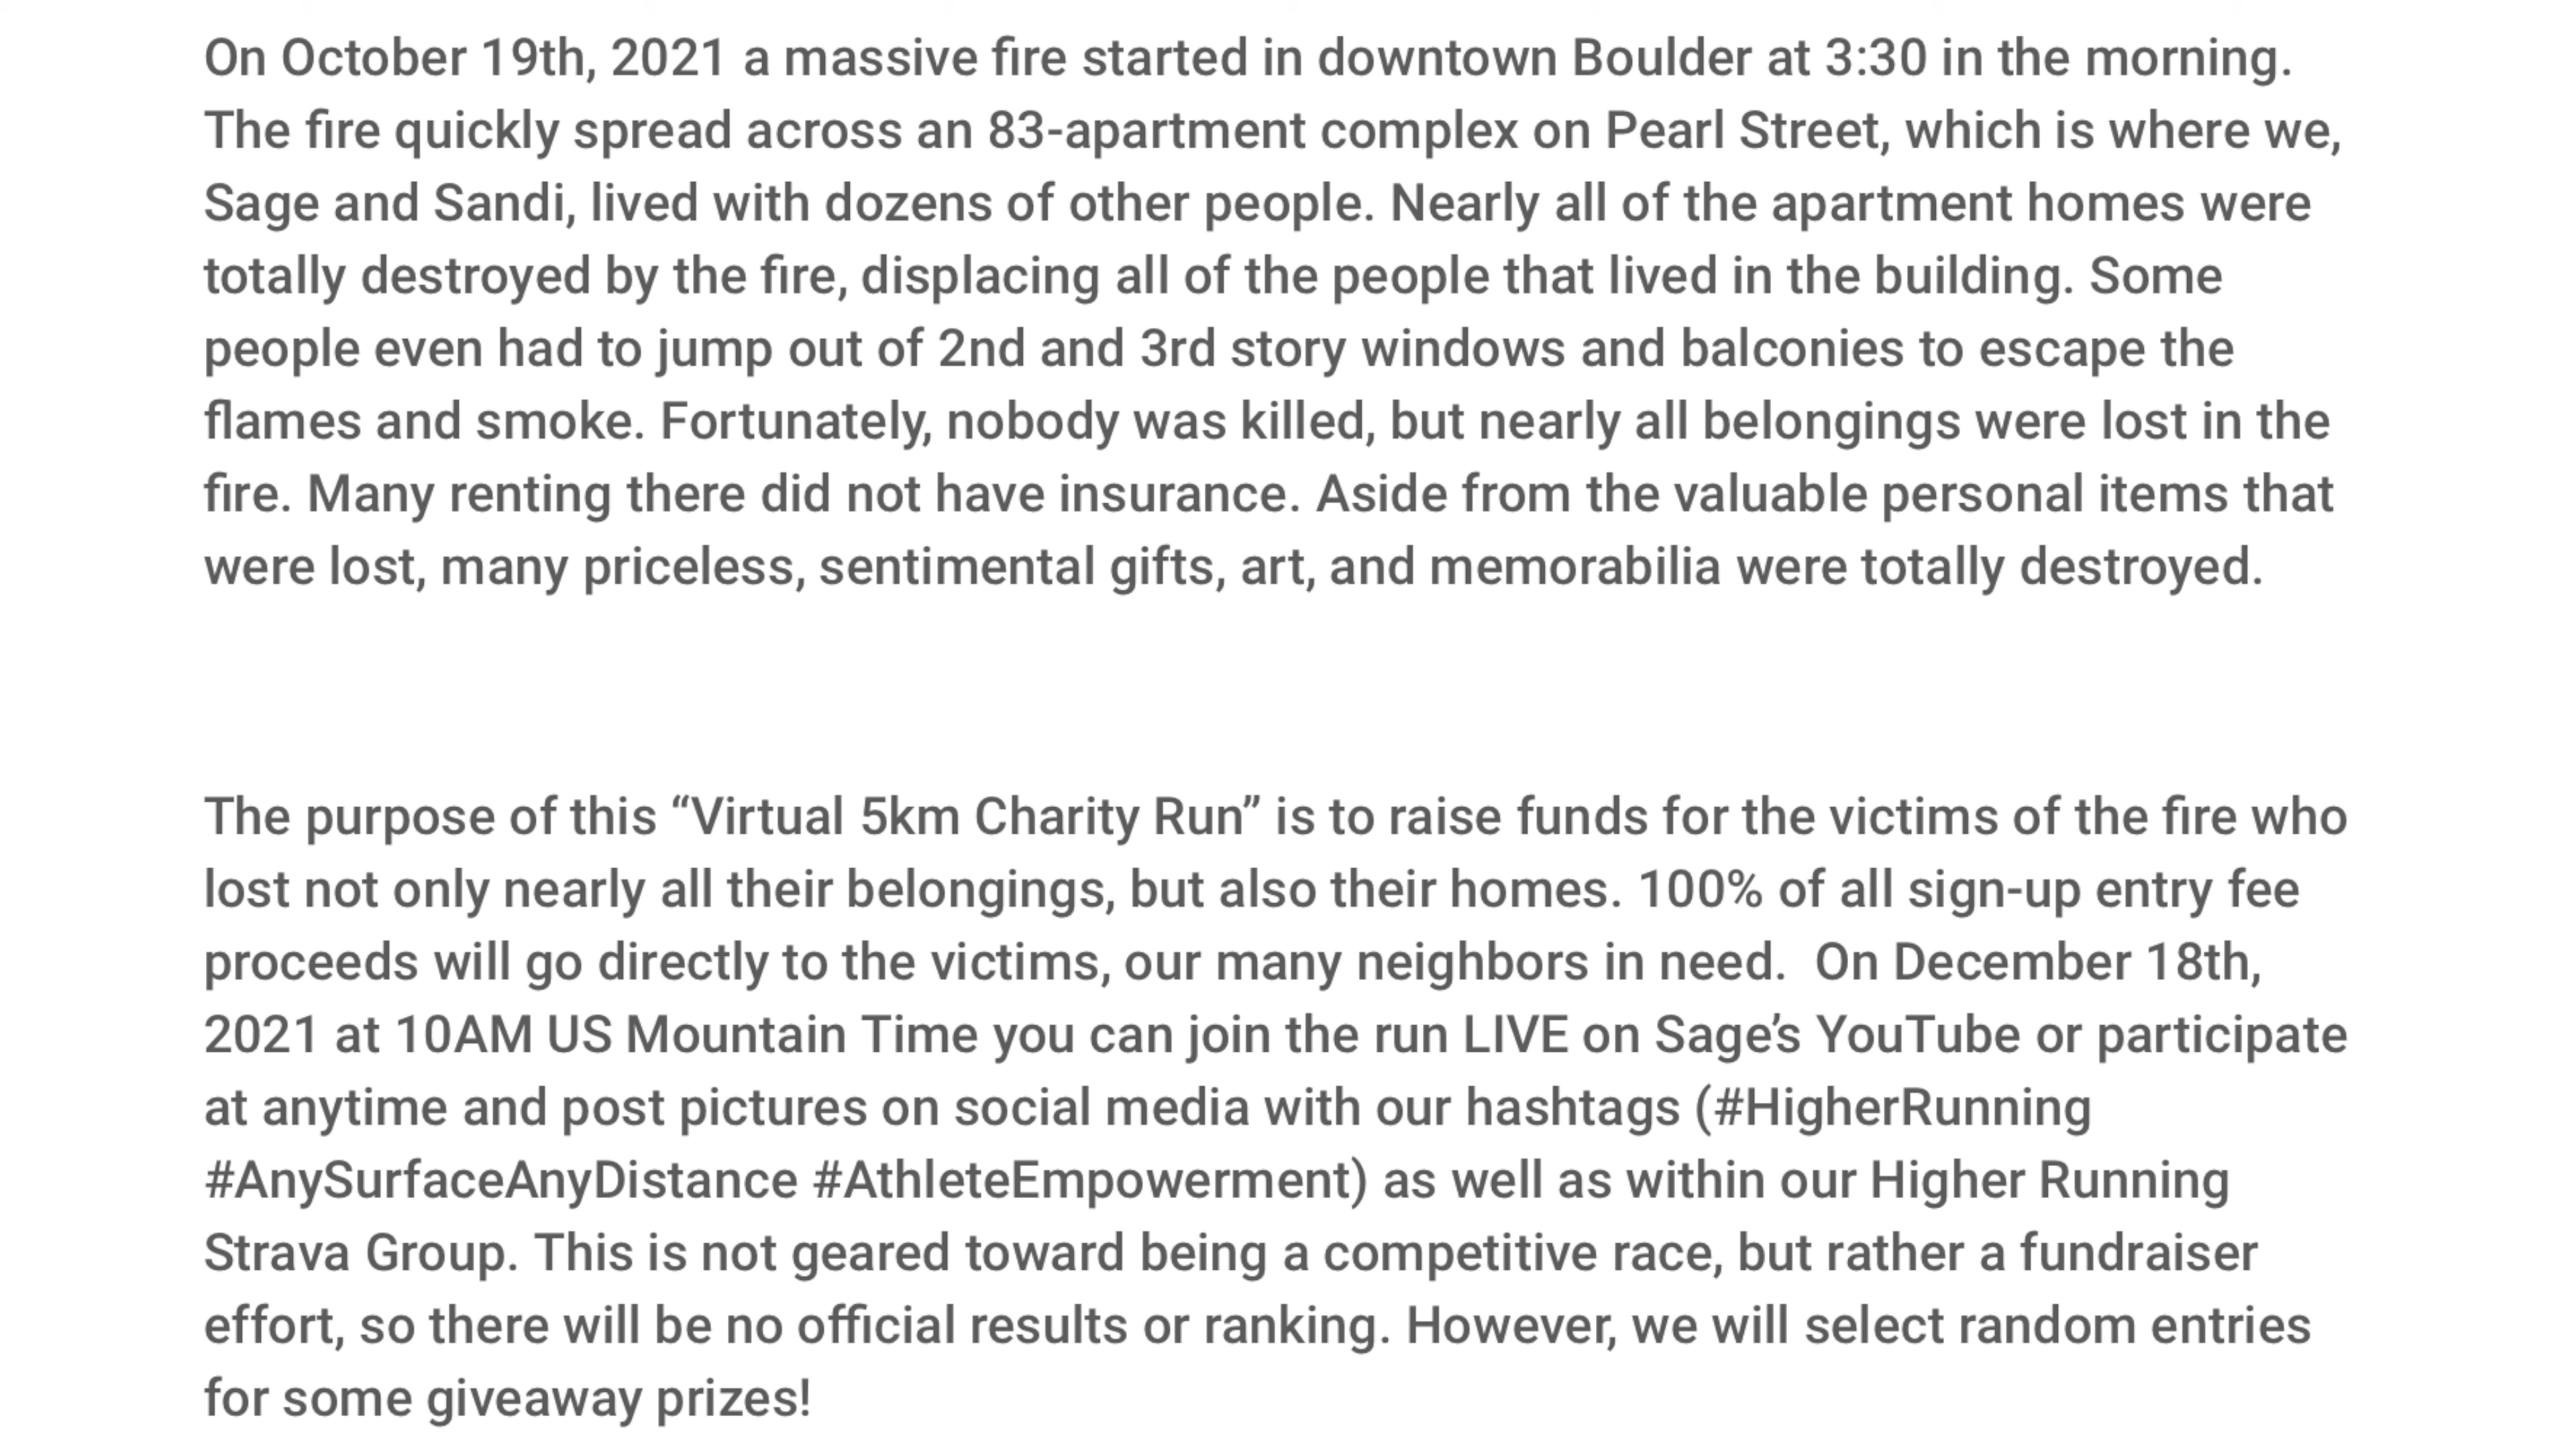 On October 19th, 2021 a massive fire started in downtown Boulder at 3:30 in the morning.
The fire quickly spread across an 83-apartment complex on Pearl Street, which is where we,
Sage and Sandi, lived with dozens of other people. Nearly all of the apartment homes were
totally destroyed by the fire, displacing all of the people that lived in the building. Some
people even had to jump out of 2nd and 3rd story windows and balconies to escape the
flames and smoke. Fortunately, nobody was killed, but nearly all belongings were lost in the
fire. Many renting there did not have insurance. Aside from the valuable personal items that
were lost, many priceless, sentimental gifts, art, and memorabilia were totally destroyed.
The purpose of this “Virtual 5km Charity Run” is to raise funds for the victims of the fire who
lost not only nearly all their belongings, but also their homes. 100% of all sign-up entry fee
proceeds will go directly to the victims, our many neighbors in need.  On December 18th,
2021 at 10AM US Mountain Time you can join the run LIVE on Sage’s YouTube or participate
at anytime and post pictures on social media with our hashtags (#HigherRunning
#AnySurfaceAnyDistance #AthleteEmpowerment) as well as within our Higher Running
Strava Group. This is not geared toward being a competitive race, but rather a fundraiser
effort, so there will be no official results or ranking. However, we will select random entries
for some giveaway prizes!